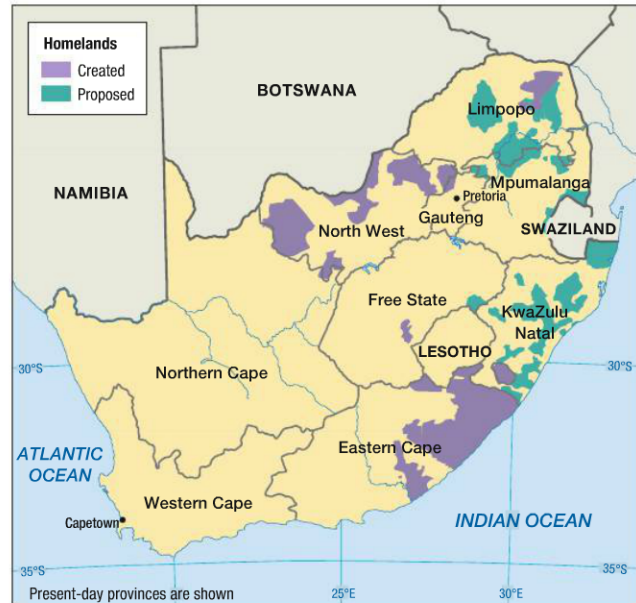 Homelands
Created
Proposed
BOTSWANA
Limpopo
NAMIBIA
Pretoria
Mpumalanga
North West
Gauteng
SWAZILAND
Free State
KwaZulu
Natal
LESOTHO
30°S
Northern Cape
30°S
ATLANTIC
OCEAN
Eastern Cape
Western Cape
Capetown
INDIAN OCEAN
35°S
35°S
Present-day provinces are shown
25°E
30°E